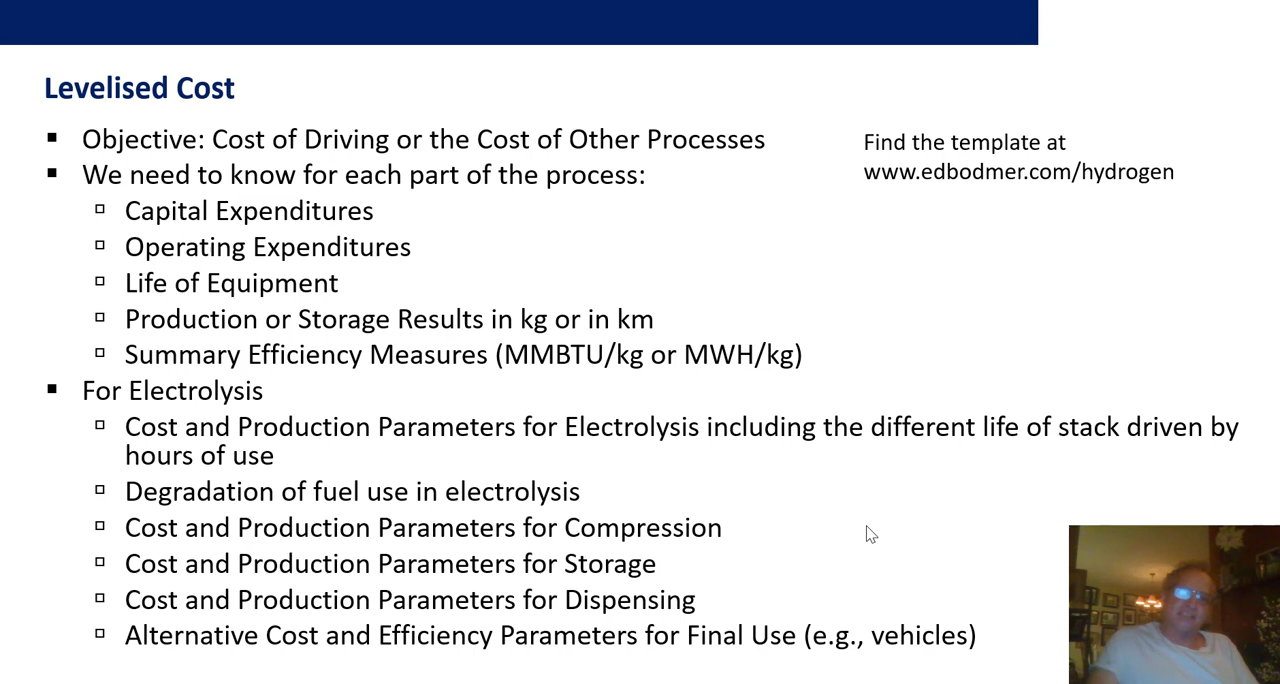 Levelised Cost
Objective: Cost of Driving or the Cost of Other Processes
We need to know for each part of the process:
Capital Expenditures
Operating Expenditures
Life of Equipment
Production or Storage Results in kg or in km
Summary Efficiency Measures (MMBTU/kg or MWH/kg)
For Electrolysis
Cost and Production Parameters for Electrolysis including the different life of stack driven by
hours of use
Degradation of fuel use in electrolysis
Cost and Production Parameters for Compression
Cost and Production Parameters for Storage
Cost and Production Parameters for Dispensing
Alternative Cost and Efficiency Parameters for Final Use (e.g., vehicles)
Find the template at
www.edbodmer.com/hydrogen